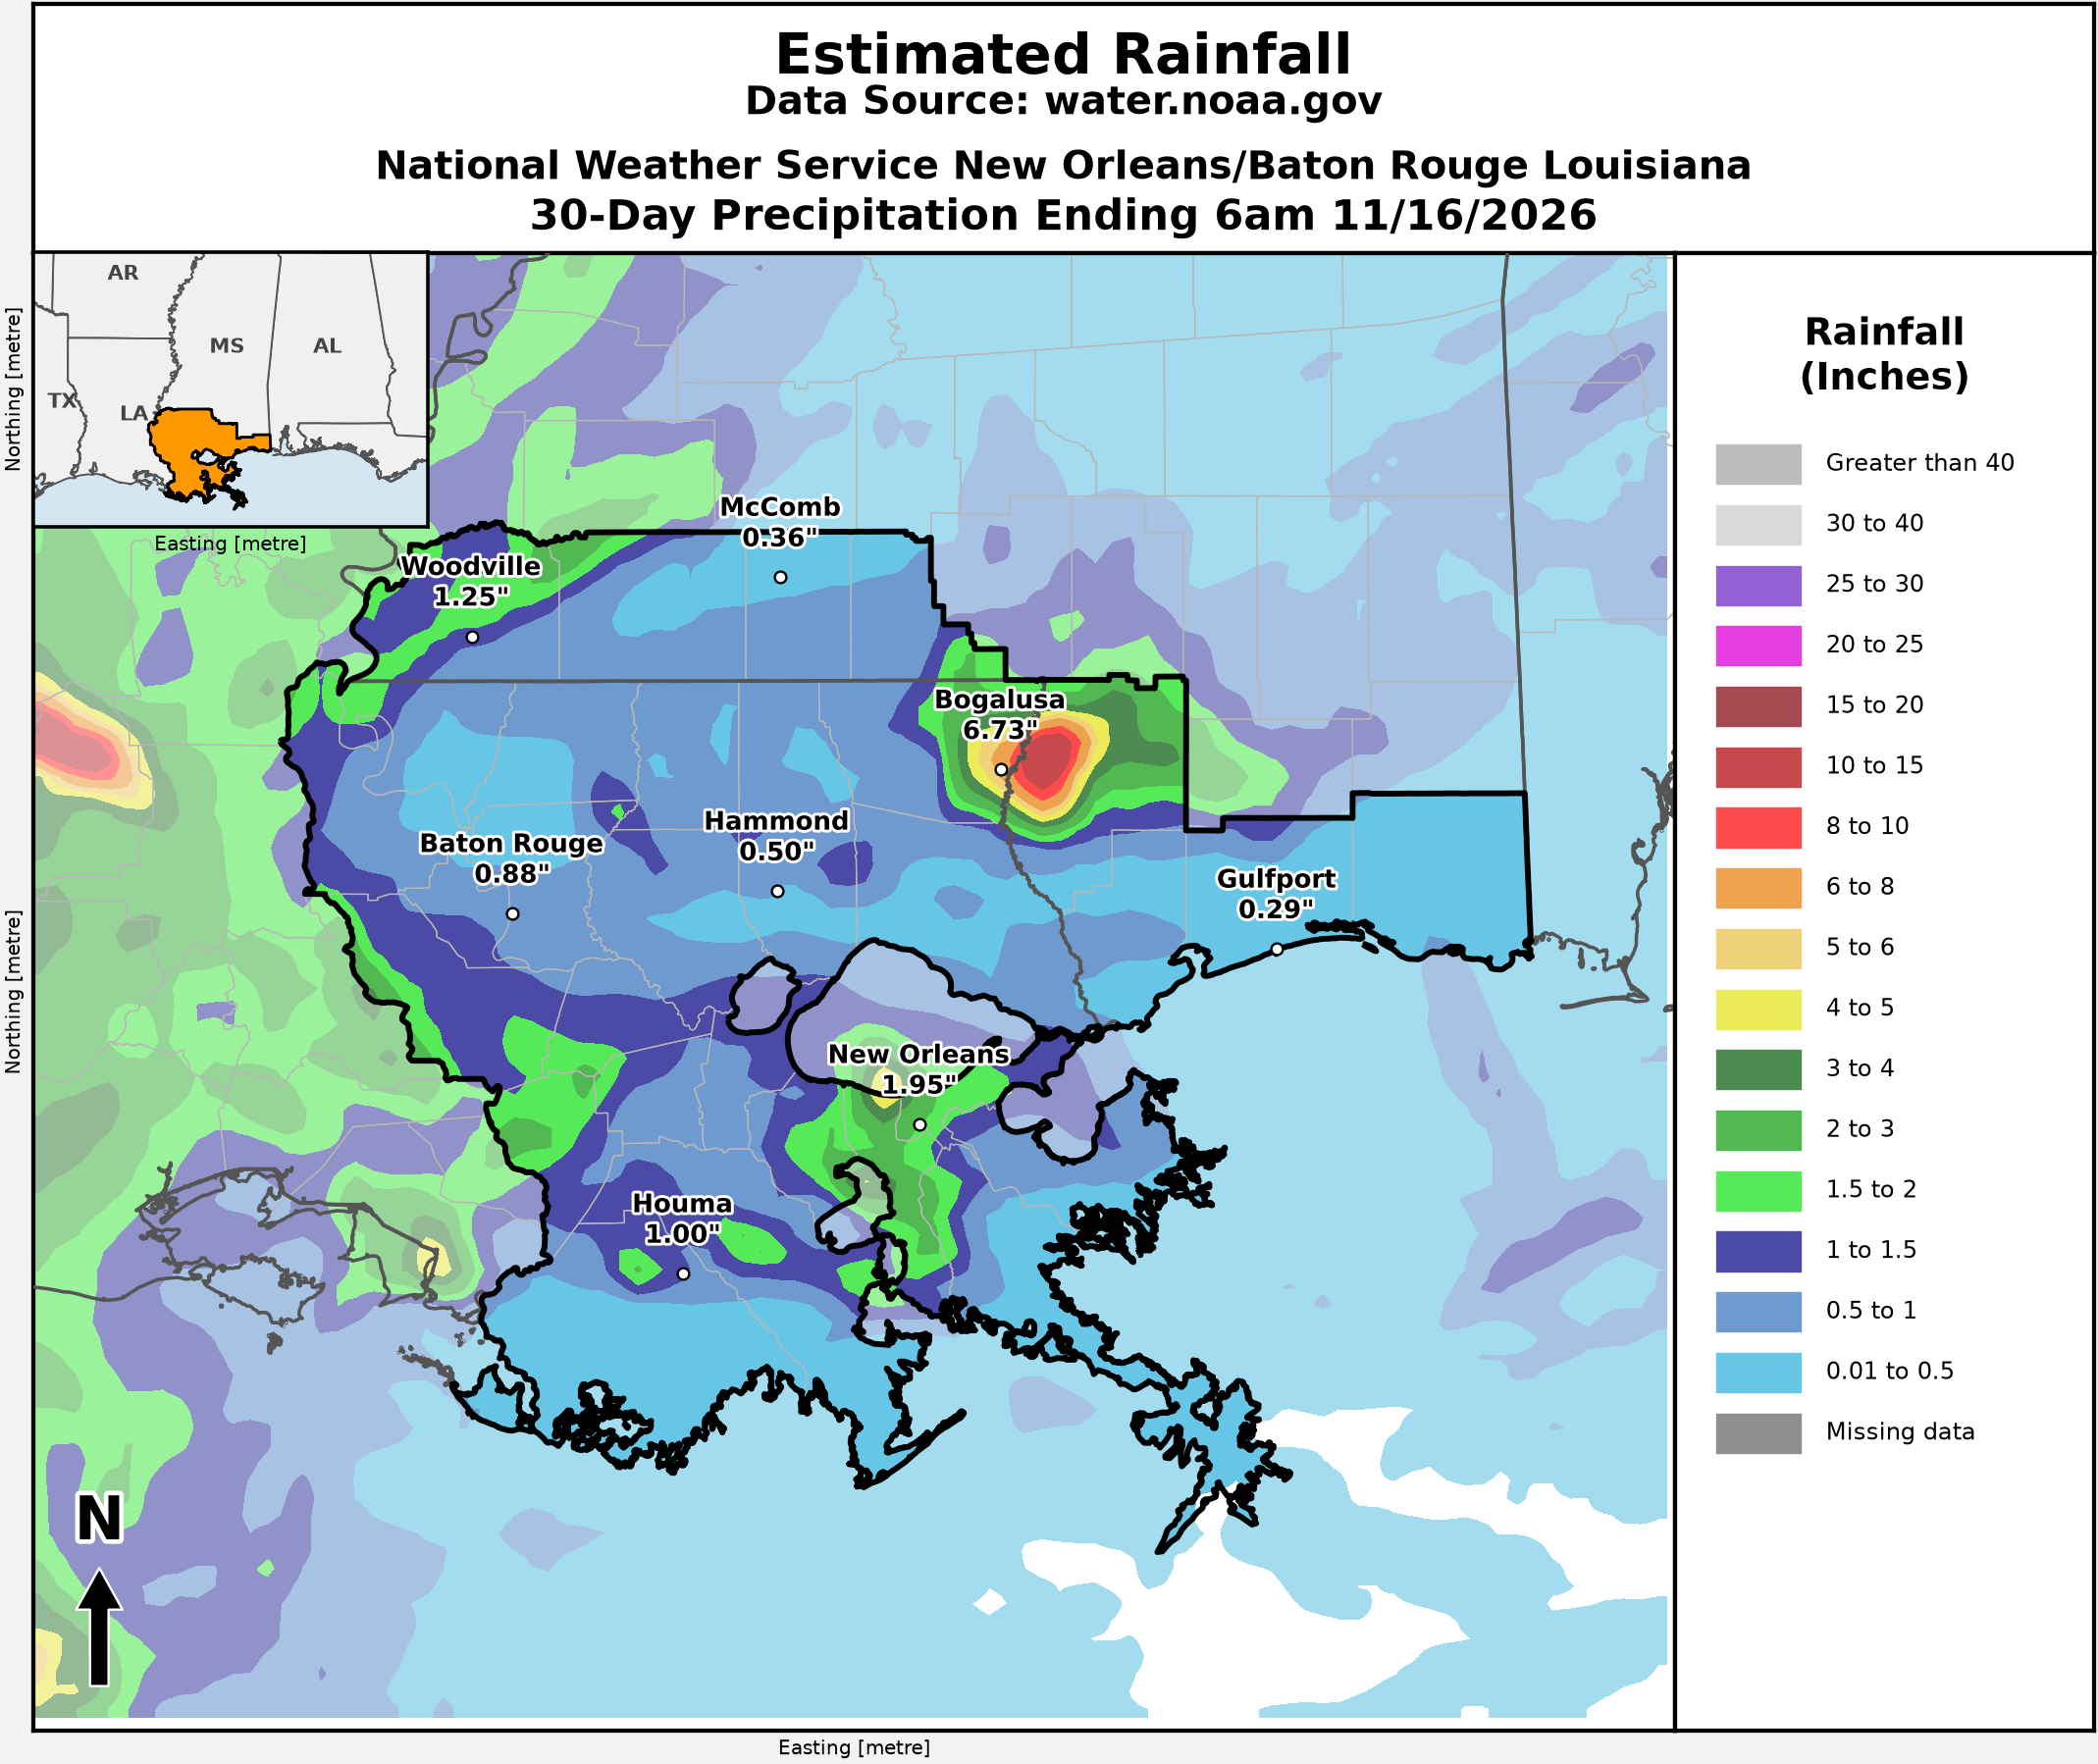 Estimated Rainfall
Data Source: water.noaa.gov
National Weather Service New Orleans/Baton Rouge Louisiana
30-Day Precipitation Ending 6am 11/16/2026
Northing [metre]
AR
MS
AL
TX
LA
Easting [metre]
McComb
0.36"
Woodville
1.25"
Bogalusa
6.73"
Hammond
0.50"
Baton Rouge
0.88"
Gulfport
0.29"
Northing [metre]
New Orleans
1.95"
Houma
1.00"
N
Easting [metre]
Rainfall
(Inches)
Greater than 40
30 to 40
25 to 30
20 to 25
15 to 20
10 to 15
8 to 10
6 to 8
5 to 6
4 to 5
3 to 4
2 to 3
1.5 to 2
1 to 1.5
0.5 to 1
0.01 to 0.5
Missing data